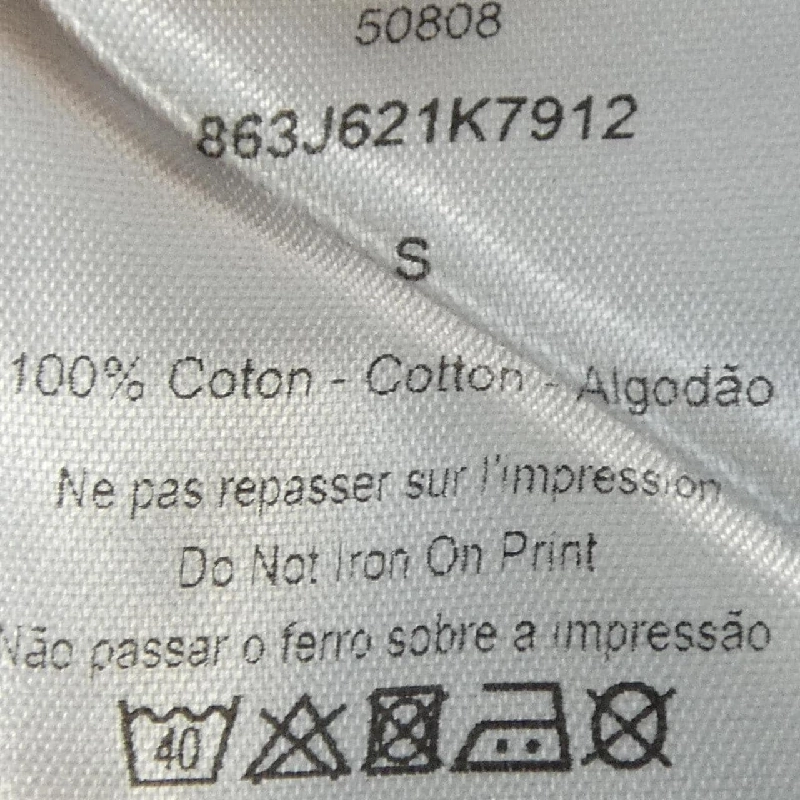 50808
863J621K7912
S
100% Coton - Cotton - Algodão
Ne pas repasser sur l'impression
Do Not Iron On Print
Não passar o ferro sobre a impressão
40